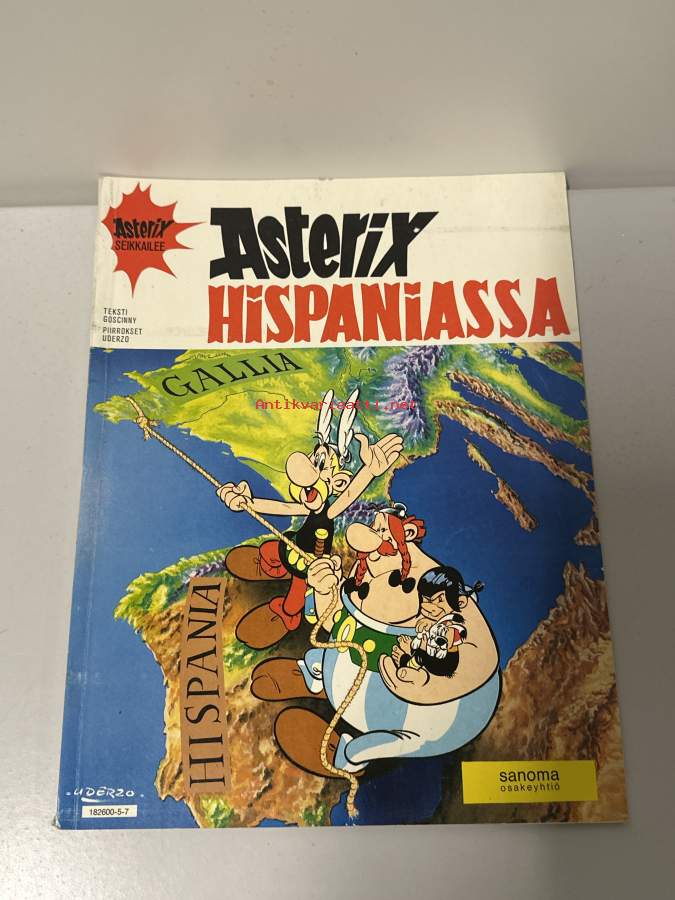 Asterix
SEIKKAILEE
Asterix
HiSPANiASSA
TEKSTI
GOSCINNY
PIIRROKSET
UDERZO
GALLIA
Antikvariaatti.net
HISPANIA
UDERZO
182600-5-7
sanoma
osakeyhtiö